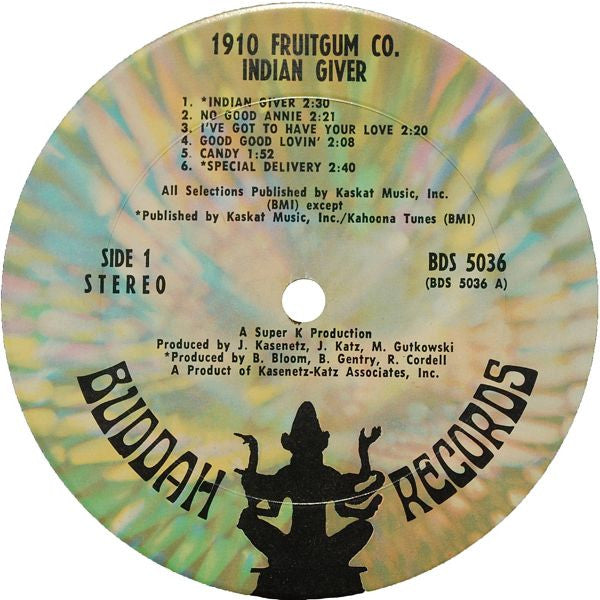 1910 FRUITGUM CO.
INDIAN GIVER
1. *INDIAN GIVER 2:30
2. NO GOOD ANNIE 2:21
3. I'VE GOT TO HAVE YOUR LOVE 2:20
4. GOOD GOOD LOVIN' 2:08
5. CANDY 1:52
6. *SPECIAL DELIVERY 2:40
All Selections Published by Kaskat Music, Inc.
(BMI) except
*Published by Kaskat Music, Inc./Kahoona Tunes (BMI)
SIDE 1
STEREO
BDS 5036
(BDS 5036 A)
A Super K Production
Produced by J. Kasenetz, J. Katz, M. Gutkowski
*Produced by B. Bloom, B. Gentry, R. Cordell
A Product of Kasenetz-Katz Associates, Inc.
BUDDAH RECORDS